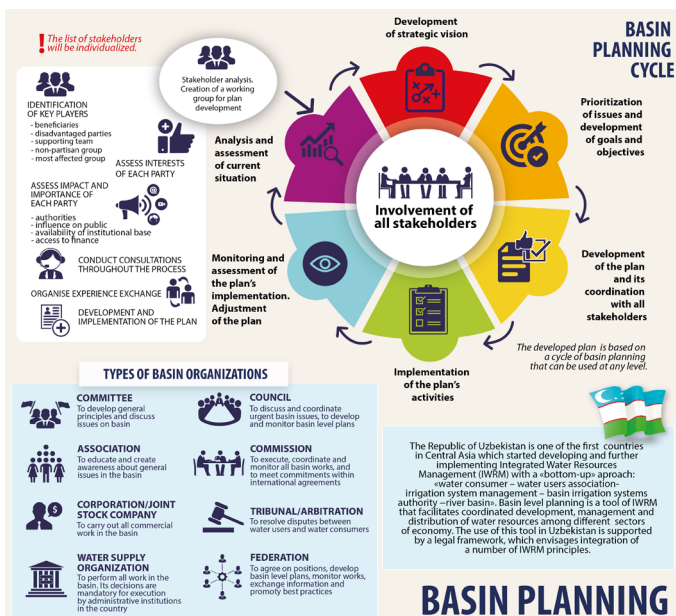 The list of stakeholders
will be individualized.
Stakeholder analysis.
Creation of a working
group for plan
development
IDENTIFICATION
OF KEY PLAYERS
- beneficiaries
- disadvantaged parties
- supporting team
- non-partisan group
- most affected group
ASSESS INTERESTS
OF EACH PARTY
ASSESS IMPACT AND
IMPORTANCE OF
EACH PARTY
- authorities
- influence on public
- availability of institutional base
- access to finance
CONDUCT CONSULTATIONS
THROUGHOUT THE PROCESS
ORGANISE EXPERIENCE EXCHANGE
DEVELOPMENT AND
IMPLEMENTATION OF THE PLAN
BASIN
PLANNING
CYCLE
Development
of strategic vision
Prioritization
of issues and
development
of goals and
objectives
Development
of the plan
and its
coordination
with all
stakeholders
Implementation
of the plan's
activities
Monitoring and
assessment of
the plan's
implementation.
Adjustment
of the plan
Analysis and
assessment
of current
situation
Involvement of
all stakeholders
The developed plan is based on
a cycle of basin planning
that can be used at any level.
TYPES OF BASIN ORGANIZATIONS
COMMITTEE
To develop general
principles and discuss
issues on basin
COUNCIL
To discuss and coordinate
urgent basin issues, to develop
and monitor basin level plans
ASSOCIATION
To educate and create
awareness about general
issues in the basin
COMMISSION
To execute, coordinate and
monitor all basin works, and
to meet commitments within
international agreements
CORPORATION/JOINT
STOCK COMPANY
To carry out all commercial
work in the basin
TRIBUNAL/ARBITRATION
To resolve disputes between
water users and water consumers
WATER SUPPLY
ORGANIZATION
To perform all work in the
basin. Its decisions are
mandatory for execution
by administrative institutions
in the country
FEDERATION
To agree on positions, develop
basin level plans, monitor works,
exchange information and
promoty best practices
The Republic of Uzbekistan is one of the first countries
in Central Asia which started developing and further
implementing Integrated Water Resources
Management (IWRM) with a «bottom-up» aproach:
«water consumer – water users association-
irrigation system management – basin irrigation systems
authority –river basin». Basin level planning is a tool of IWRM
that facilitates coordinated development, management and
distribution of water resources among different sectors
of economy. The use of this tool in Uzbekistan is supported
by a legal framework, which envisages integration of
a number of IWRM principles.
BASIN PLANNING